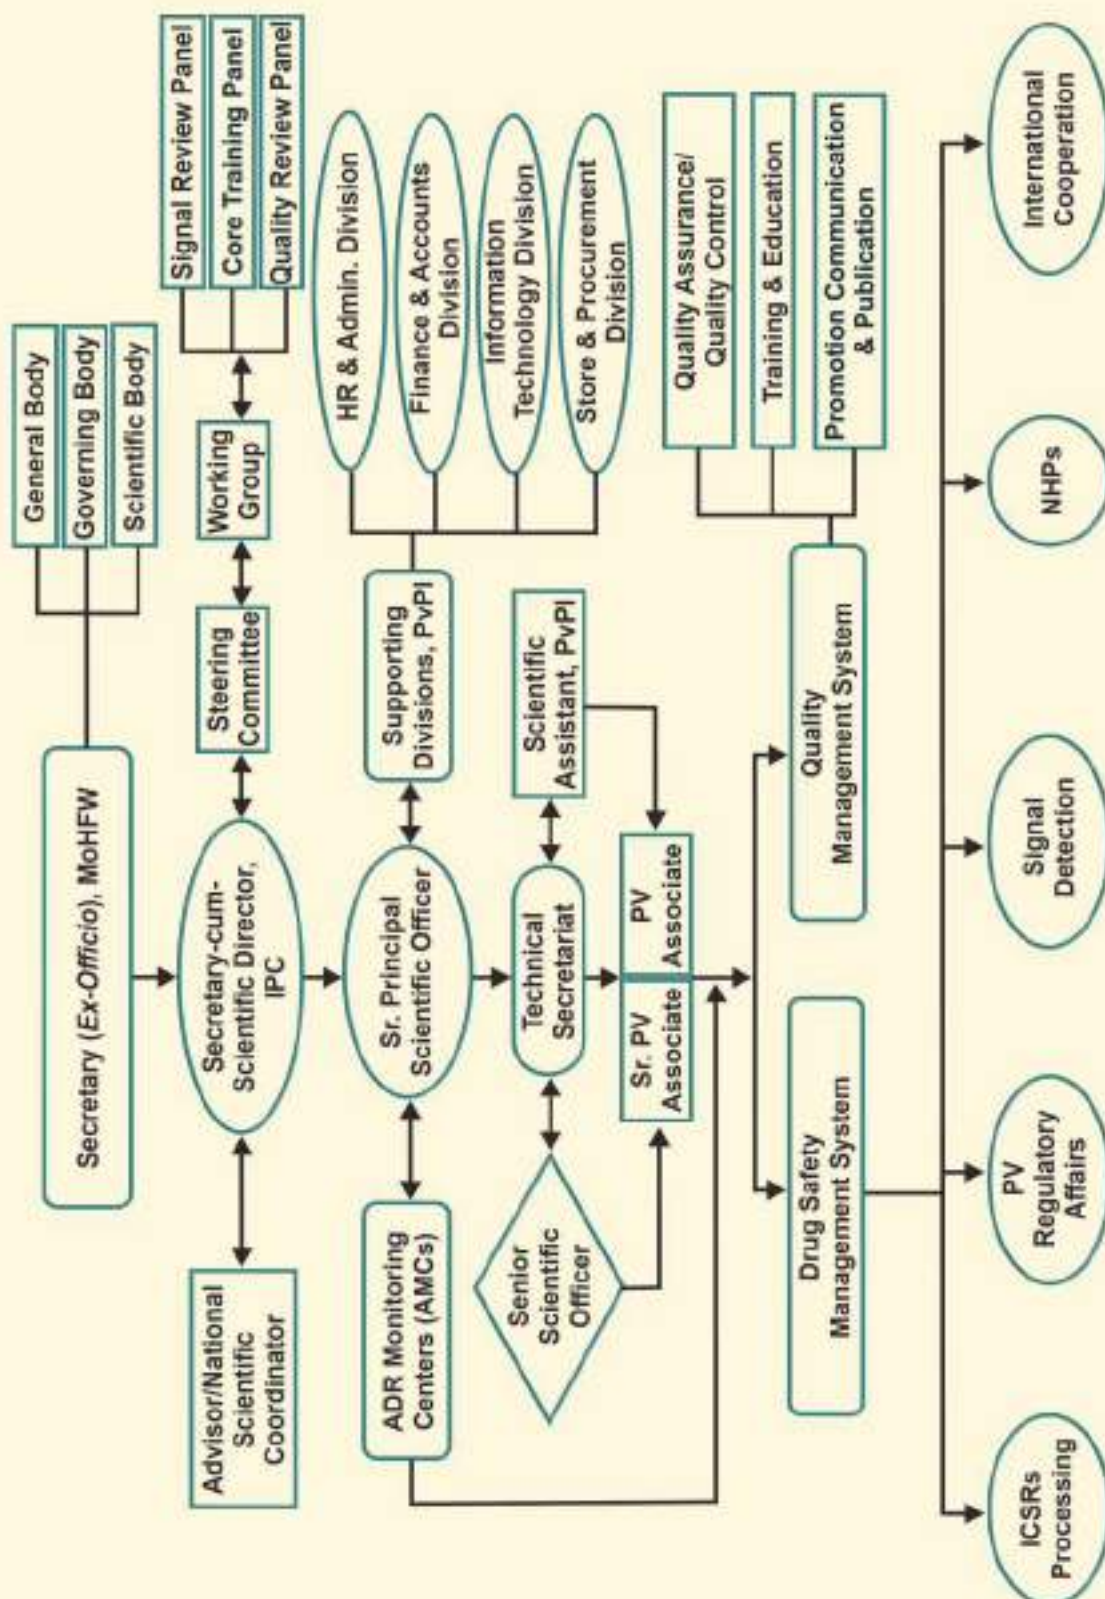 Secretary (Ex-Officio), MoHFW
General Body
Governing Body
Scientific Body
Advisor/National
Scientific
Coordinator
Secretary-cum-
Scientific Director,
IPC
Steering
Committee
Working
Group
Signal Review Panel
Core Training Panel
Quality Review Panel
ADR Monitoring
Centers (AMCs)
Sr. Principal
Scientific Officer
Supporting
Divisions, PvPI
HR & Admin. Division
Finance & Accounts
Division
Information
Technology Division
Store & Procurement
Division
Senior
Scientific
Officer
Technical
Secretariat
Scientific
Assistant, PvPI
Sr. PV
Associate
PV
Associate
Drug Safety
Management System
Quality
Management System
Quality Assurance/
Quality Control
Training & Education
Promotion Communication
& Publication
ICSRs
Processing
PV
Regulatory
Affairs
Signal
Detection
NHPs
International
Cooperation